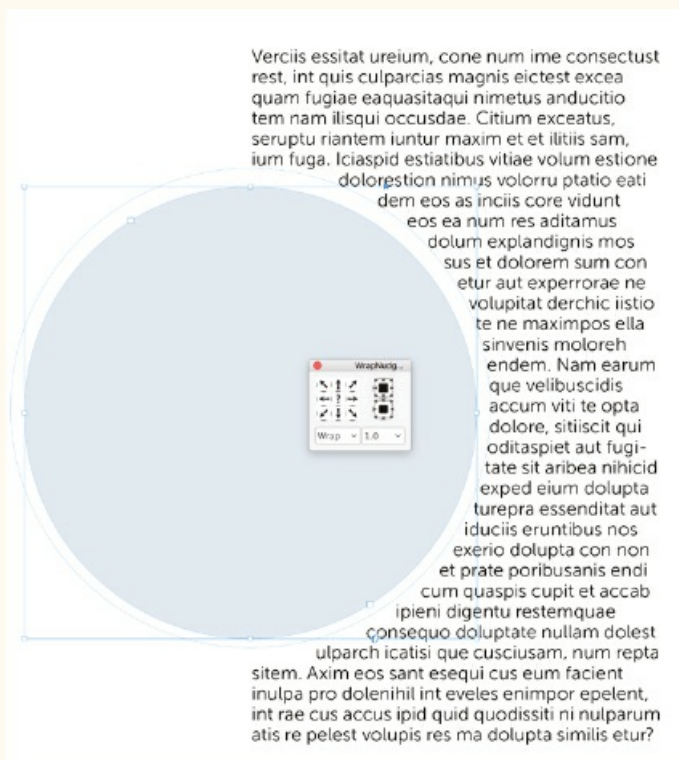 Verciis essitat ureium, cone num ime consectust
rest, int quis culparcias magnis eictest excea
quam fugiae eaquasitaqui nimetus anducitio
tem nam ilisqui occusdae. Citium exceatus,
seruptu riantem iuntur maxim et et ilitiis sam,
ium fuga. Iciaspid estiatibus vitiae volum estione
dolorestion nimus volorru ptatio eati
dem eos as inciis core vidunt
eos ea num res aditamus
dolum explandignis mos
sus et dolorem sum con
etur aut experrorae ne
volupitat derchic iistio
te ne maximpos ella
sinvenis moloreh
endem. Nam earum
que velibuscidis
accum viti te opta
dolore, sitiiscit qui
oditaspiet aut fugi-
tate sit aribea nihicid
exped eium dolupta
turepra essenditat aut
iduciis eruntibus nos
exerio dolupta con non
et prate poribusanis endi
cum quaspis cupit et accab
ipieni digentu restemquae
consequo doluptate nullam dolest
ulparch icatisi que cusciusam, num repta
sitem. Axim eos sant esequi cus eum facient
inulpa pro dolenihil int eveles enimpor epelent,
int rae cus accus ipid quid quodissiti ni nulparum
atis re pelest volupis res ma dolupta similis etur?
WrapNudg...
Wrap 1.0